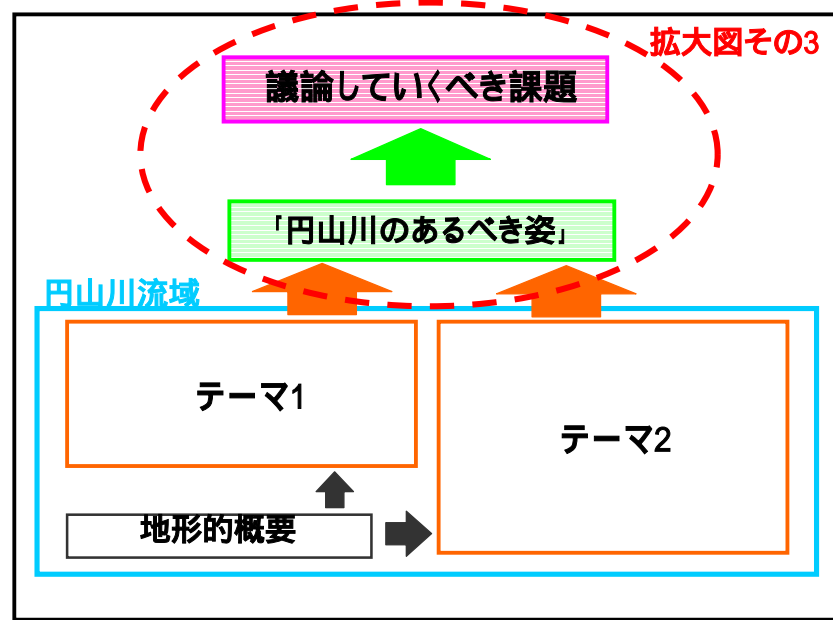 拡大図その3
議論していくべき課題
「円山川のあるべき姿」
円山川流域
テーマ1
テーマ2
地形的概要